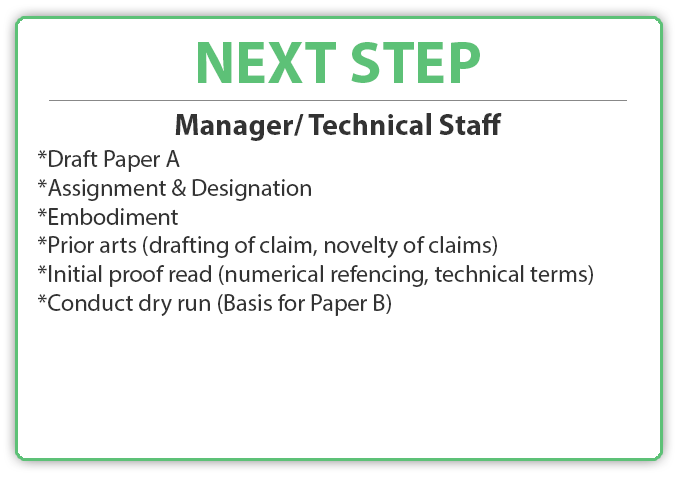 NEXT STEP
Manager/ Technical Staff
*Draft Paper A
*Assignment & Designation
*Embodiment
*Prior arts (drafting of claim, novelty of claims)
*Initial proof read (numerical refencing, technical terms)
*Conduct dry run (Basis for Paper B)